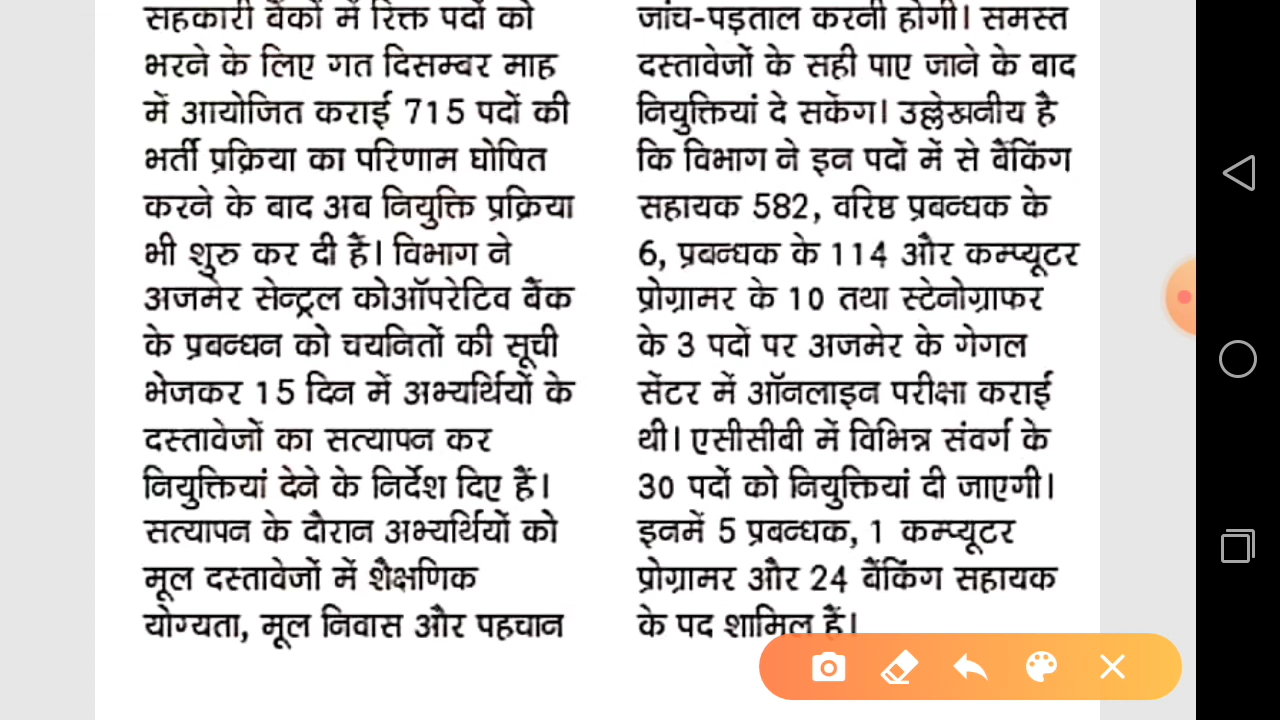 सहकारी बैंकों में रिक्त पदों को
भरने के लिए गत दिसम्बर माह
में आयोजित कराई 715 पदों की
भर्ती प्रक्रिया का परिणाम घोषित
करने के बाद अब नियुक्ति प्रक्रिया
भी शुरु कर दी हैं। विभाग ने
अजमेर सेन्ट्रल कोऑपरेटिव बैंक
के प्रबन्धन को चयनितों की सूची
भेजकर 15 दिन में अभ्यर्थियों के
दस्तावेजों का सत्यापन कर
नियुक्तियां देने के निर्देश दिए हैं।
सत्यापन के दौरान अभ्यर्थियों को
मूल दस्तावेजों में शैक्षणिक
योग्यता, मूल निवास और पहचान
जांच-पड़ताल करनी होगी। समस्त
दस्तावेजों के सही पाए जाने के बाद
नियुक्तियां दे सकेंग। उल्लेखनीय है
कि विभाग ने इन पदों में से बैंकिंग
सहायक 582, वरिष्ठ प्रबन्धक के
6, प्रबन्धक के 114 और कम्प्यूटर
प्रोग्रामर के 10 तथा स्टेनोग्राफर
के 3 पदों पर अजमेर के गेगल
सेंटर में ऑनलाइन परीक्षा कराई
थी। एसीसीबी में विभिन्न संवर्ग के
30 पदों को नियुक्तियां दी जाएगी।
इनमें 5 प्रबन्धक, 1 कम्प्यूटर
प्रोग्रामर और 24 बैंकिंग सहायक
के पद शामिल हैं।